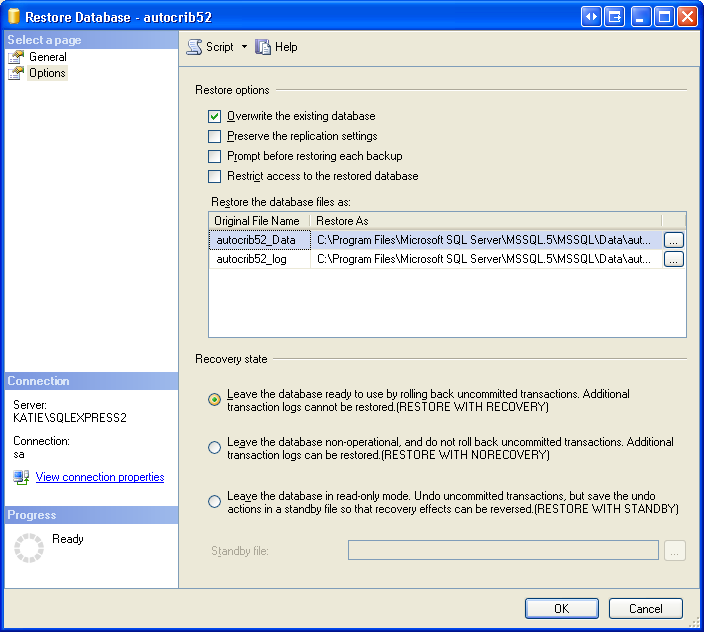 Restore Database - autocrib52
Select a page
General
Options
Script
Help
Restore options
Overwrite the existing database
Preserve the replication settings
Prompt before restoring each backup
Restrict access to the restored database
Restore the database files as:
Original File Name Restore As
autocrib52_Data C:\Program Files\Microsoft SQL Server\MSSQL.5\MSSQL\Data\aut... ...
autocrib52_log C:\Program Files\Microsoft SQL Server\MSSQL.5\MSSQL\Data\aut... ...
Recovery state
Leave the database ready to use by rolling back uncommitted transactions. Additional
transaction logs cannot be restored.(RESTORE WITH RECOVERY)
Leave the database non-operational, and do not roll back uncommitted transactions. Additional
transaction logs can be restored.(RESTORE WITH NORECOVERY)
Leave the database in read-only mode. Undo uncommitted transactions, but save the undo
actions in a standby file so that recovery effects can be reversed.(RESTORE WITH STANDBY)
Standby file: ...
Connection
Server:
KATIE\SQLEXPRESS2
Connection:
sa
View connection properties
Progress
Ready
OK
Cancel